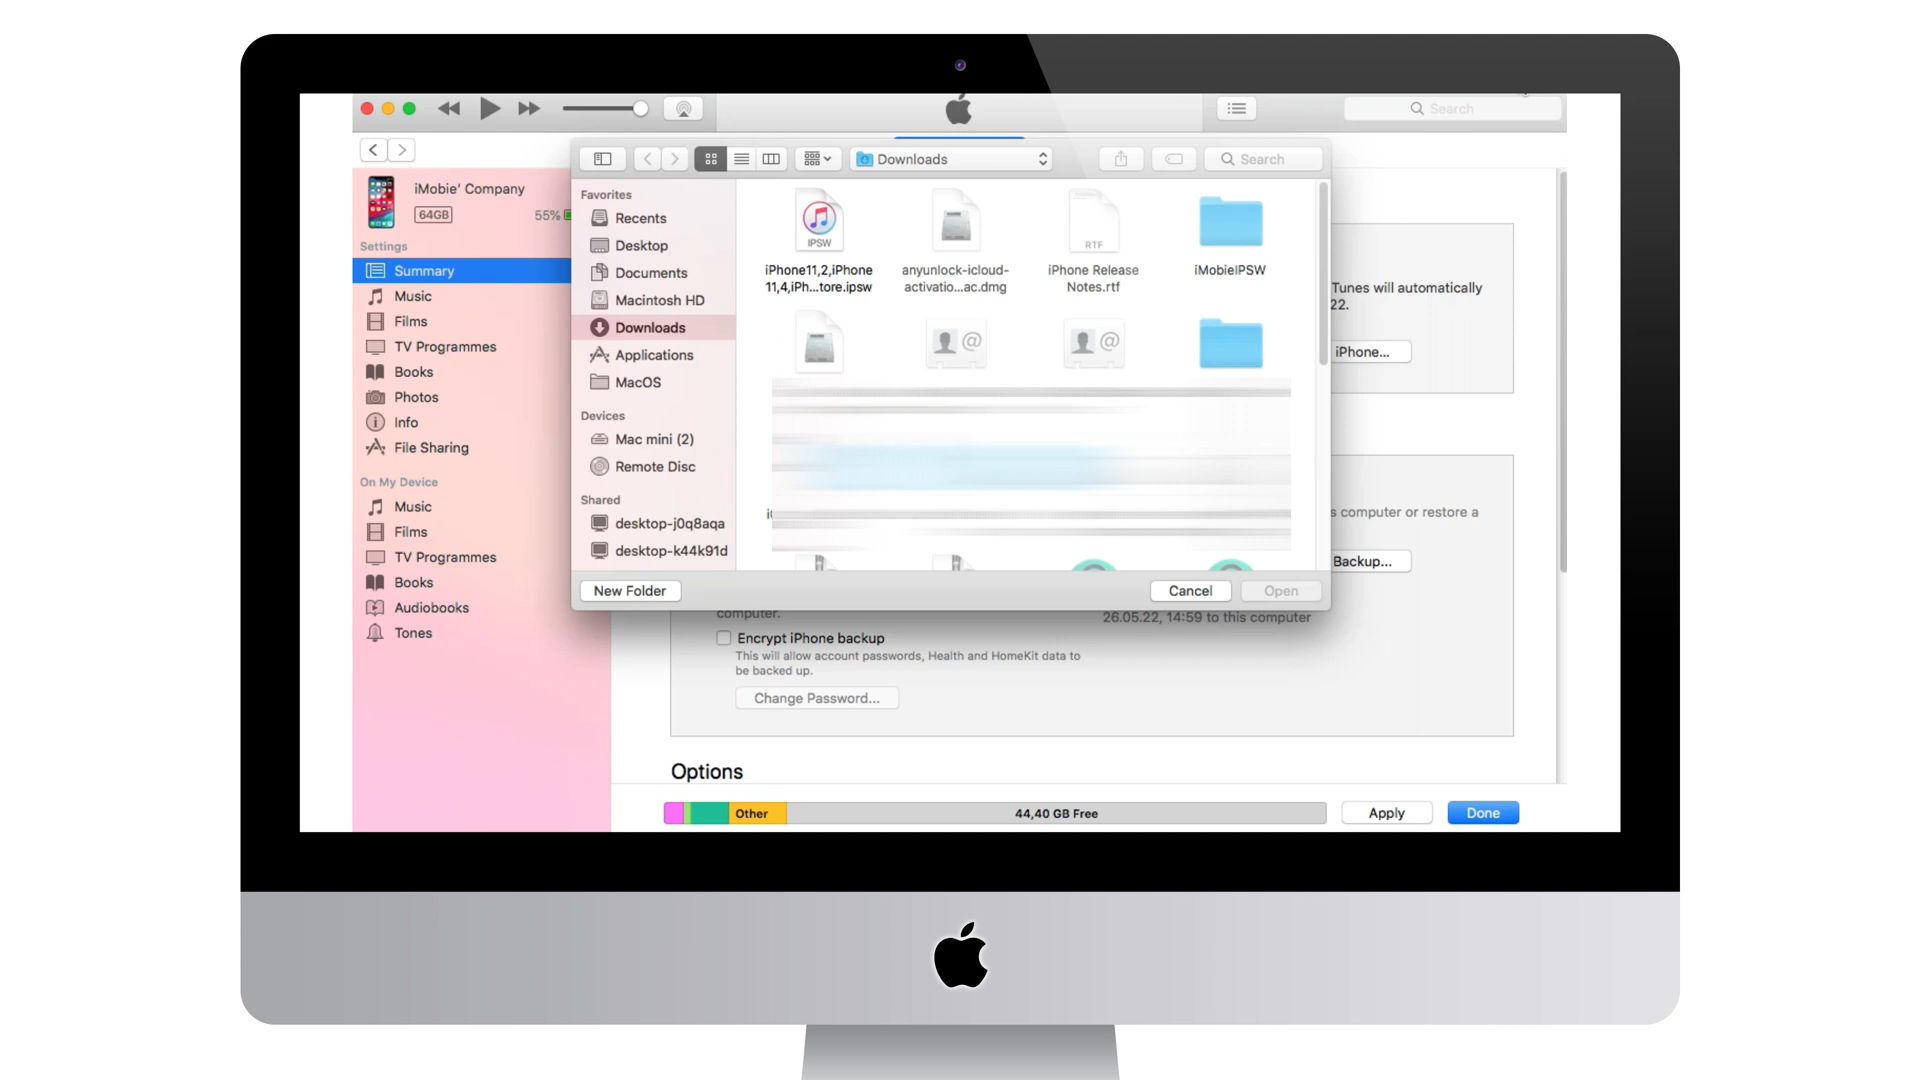 Search
iMobie' Company
64GB
55%
Settings
Summary
Music
Films
TV Programmes
Books
Photos
Info
File Sharing
On My Device
Music
Films
TV Programmes
Books
Audiobooks
Tones
Downloads
Search
Favorites
Recents
Desktop
Documents
Macintosh HD
Downloads
Applications
MacOS
Devices
Mac mini (2)
Remote Disc
Shared
desktop-j0q8aqa
desktop-k44k91d
IPSW
iPhone11,2,iPhone
11,4,iPh...tore.ipsw
anyunlock-icloud-
activatio...ac.dmg
RTF
iPhone Release
Notes.rtf
iMobieIPSW
New Folder
Cancel
Open
Tunes will automatically
22.
iPhone...
s computer or restore a
Backup...
computer.
26.05.22, 14:59 to this computer
Encrypt iPhone backup
This will allow account passwords, Health and HomeKit data to
be backed up.
Change Password...
Options
Other
44,40 GB Free
Apply
Done